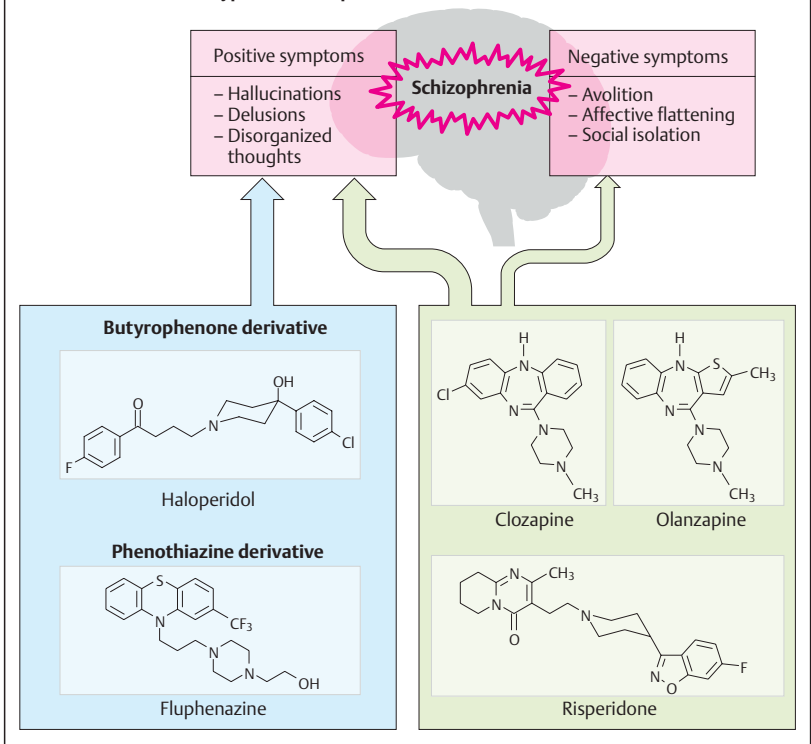 Positive symptoms
– Hallucinations
– Delusions
– Disorganized
thoughts
Schizophrenia
Negative symptoms
– Avolition
– Affective flattening
– Social isolation
Butyrophenone derivative
O
N
OH
F
Cl
Haloperidol
Phenothiazine derivative
S
N
CF₃
N
N
OH
Fluphenazine
H
N
Cl
N
N
N
CH₃
Clozapine
H
N
S
CH₃
N
N
N
CH₃
Olanzapine
N
CH₃
N
O
N
N
O
F
Risperidone